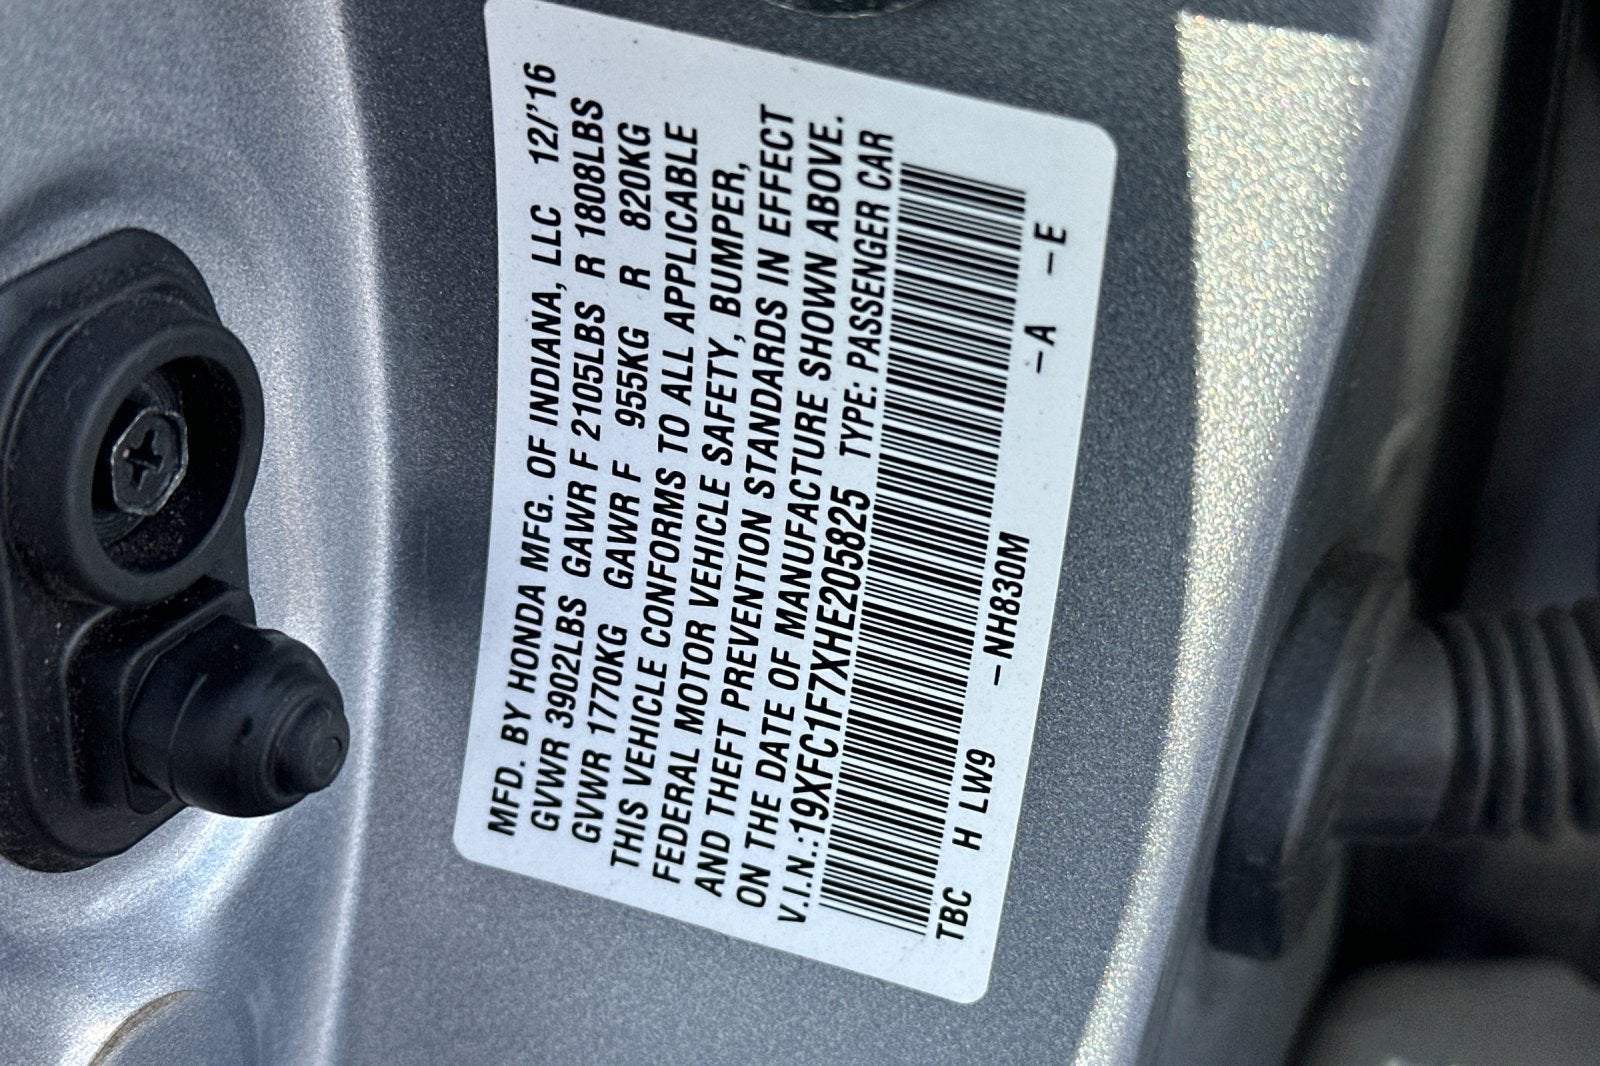 MFD. BY HONDA MFG. OF INDIANA, LLC 12/'16
GVWR 3902LBS GAWR F 2105LBS R 1808LBS
GVWR 1770KG GAWR F 955KG R 820KG
THIS VEHICLE CONFORMS TO ALL APPLICABLE
FEDERAL MOTOR VEHICLE SAFETY, BUMPER,
AND THEFT PREVENTION STANDARDS IN EFFECT
ON THE DATE OF MANUFACTURE SHOWN ABOVE.
V.I.N.:19XFC1F7XHE205825 TYPE: PASSENGER CAR
TBC H LW9 –NH830M –A –E